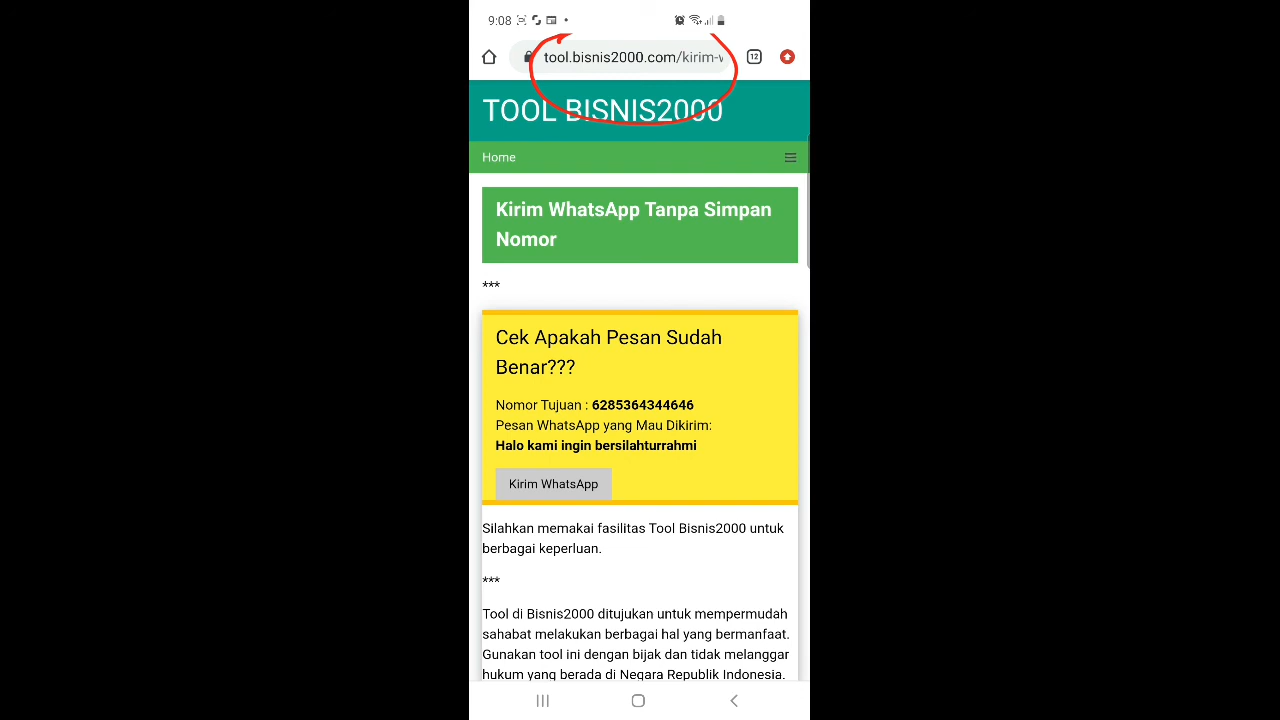 9:08
tool.bisnis2000.com/kirim-
12
TOOL BISNIS2000
Home
Kirim WhatsApp Tanpa Simpan
Nomor
***
Cek Apakah Pesan Sudah
Benar???
Nomor Tujuan : 6285364344646
Pesan WhatsApp yang Mau Dikirim:
Halo kami ingin bersilahturrahmi
Kirim WhatsApp
Silahkan memakai fasilitas Tool Bisnis2000 untuk
berbagai keperluan.
***
Tool di Bisnis2000 ditujukan untuk mempermudah
sahabat melakukan berbagai hal yang bermanfaat.
Gunakan tool ini dengan bijak dan tidak melanggar
hukum yang berada di Negara Republik Indonesia.